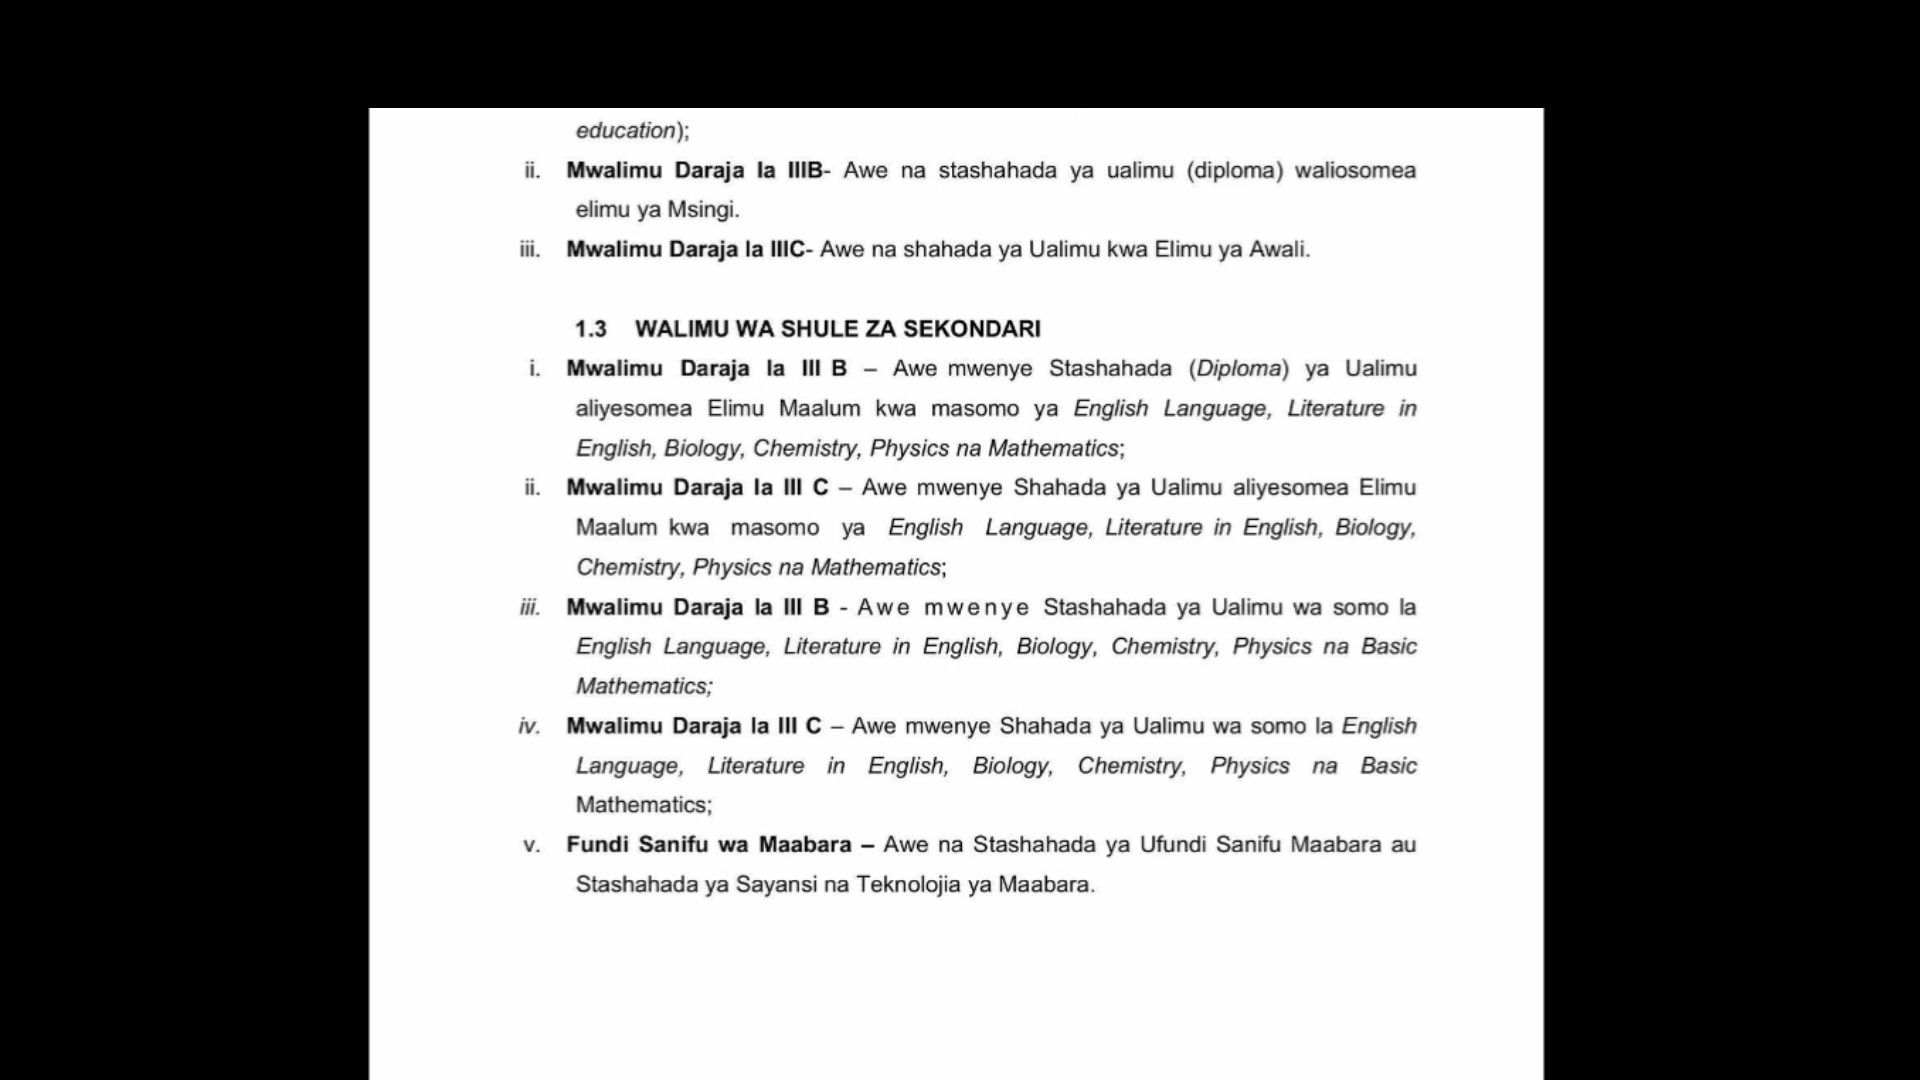 education);
ii. Mwalimu Daraja la IIIB- Awe na stashahada ya ualimu (diploma) waliosomea
elimu ya Msingi.
iii. Mwalimu Daraja la IIIC- Awe na shahada ya Ualimu kwa Elimu ya Awali.
1.3 WALIMU WA SHULE ZA SEKONDARI
i. Mwalimu Daraja la III B – Awe mwenye Stashahada (Diploma) ya Ualimu
aliyesomea Elimu Maalum kwa masomo ya English Language, Literature in
English, Biology, Chemistry, Physics na Mathematics;
ii. Mwalimu Daraja la III C – Awe mwenye Shahada ya Ualimu aliyesomea Elimu
Maalum kwa masomo ya English Language, Literature in English, Biology,
Chemistry, Physics na Mathematics;
iii. Mwalimu Daraja la III B - Awe mwenye Stashahada ya Ualimu wa somo la
English Language, Literature in English, Biology, Chemistry, Physics na Basic
Mathematics;
iv. Mwalimu Daraja la III C – Awe mwenye Shahada ya Ualimu wa somo la English
Language, Literature in English, Biology, Chemistry, Physics na Basic
Mathematics;
v. Fundi Sanifu wa Maabara – Awe na Stashahada ya Ufundi Sanifu Maabara au
Stashahada ya Sayansi na Teknolojia ya Maabara.